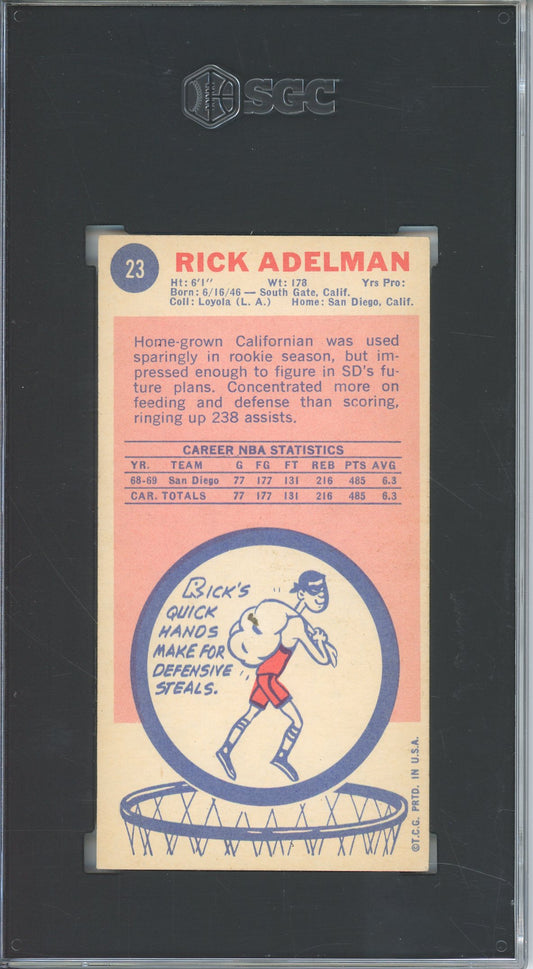 SGC
23
RICK ADELMAN
Ht: 6'1" Wt: 178 Yrs Pro:
Born: 6/16/46 — South Gate, Calif.
Coll: Loyola (L. A.) Home: San Diego, Calif.
Home-grown Californian was used
sparingly in rookie season, but im-
pressed enough to figure in SD's fu-
ture plans. Concentrated more on
feeding and defense than scoring,
ringing up 238 assists.
CAREER NBA STATISTICS
YR. TEAM G FG FT REB PTS AVG
68-69 San Diego 77 177 131 216 485 6.3
CAR. TOTALS 77 177 131 216 485 6.3
RICK'S
QUICK
HANDS
MAKE FOR
DEFENSIVE
STEALS.
©T.C.G. PRTD. IN U.S.A.